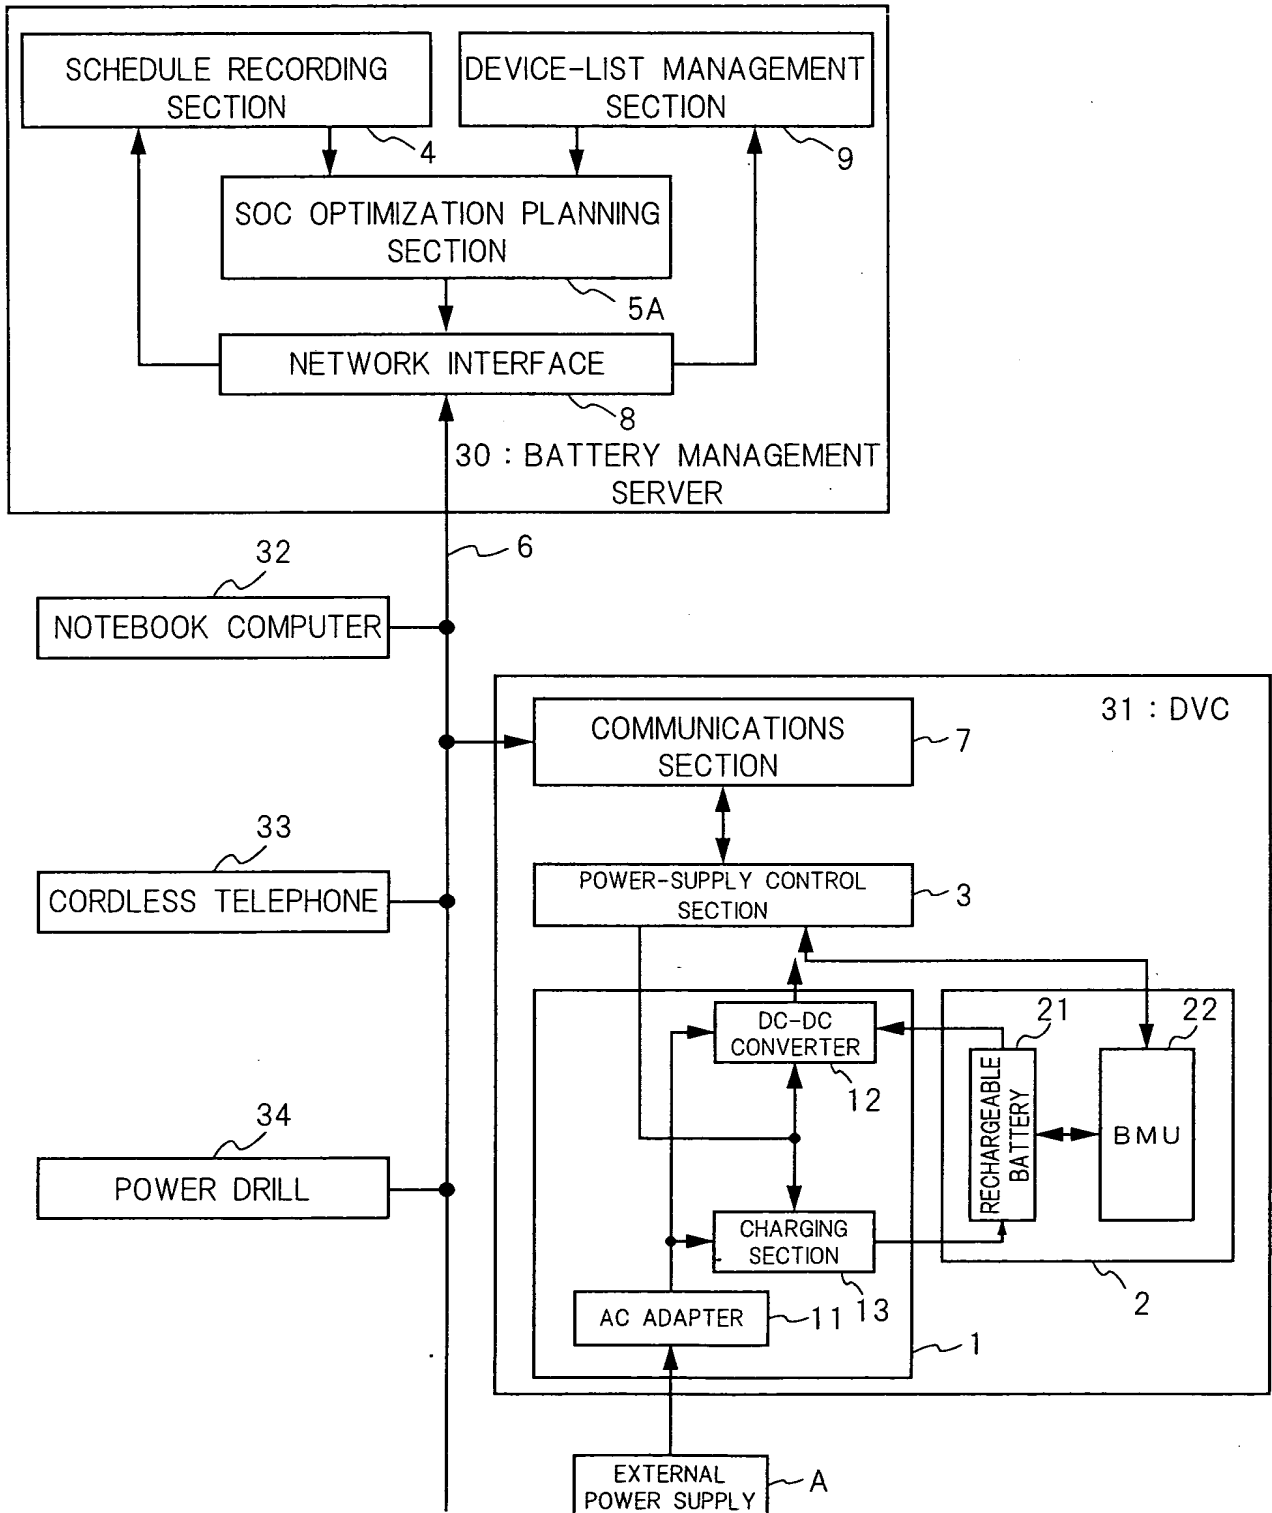 SCHEDULE RECORDING
SECTION
4
DEVICE-LIST MANAGEMENT
SECTION
9
SOC OPTIMIZATION PLANNING
SECTION
5A
NETWORK INTERFACE
8
30 : BATTERY MANAGEMENT
SERVER
6
32
NOTEBOOK COMPUTER
31 : DVC
COMMUNICATIONS
SECTION
7
33
CORDLESS TELEPHONE
POWER-SUPPLY CONTROL
SECTION
3
DC-DC
CONVERTER
12
21
22
RECHARGEABLE
BATTERY
BMU
34
POWER DRILL
CHARGING
SECTION
13
2
AC ADAPTER
11
1
EXTERNAL
POWER SUPPLY
A